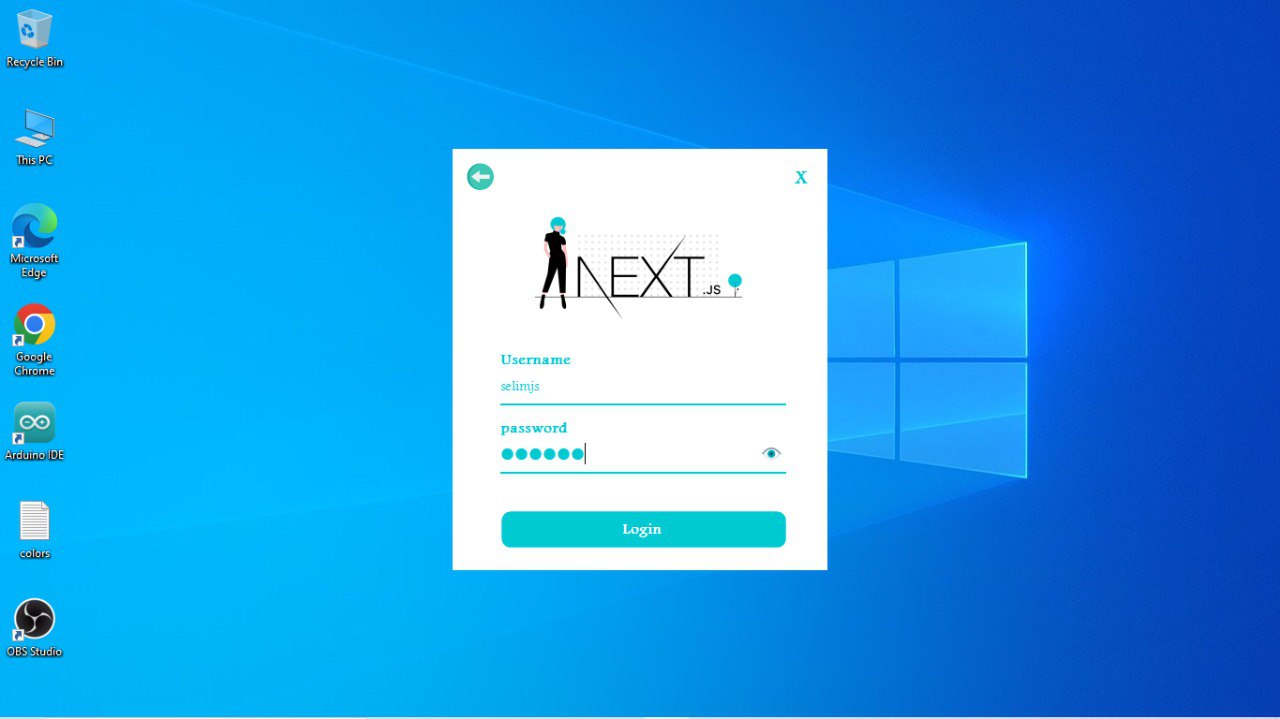 Recycle Bin
This PC
Microsoft
Edge
Google
Chrome
Arduino IDE
colors
OBS Studio
X
NEXT.JS
Username
selimjs
password
Login